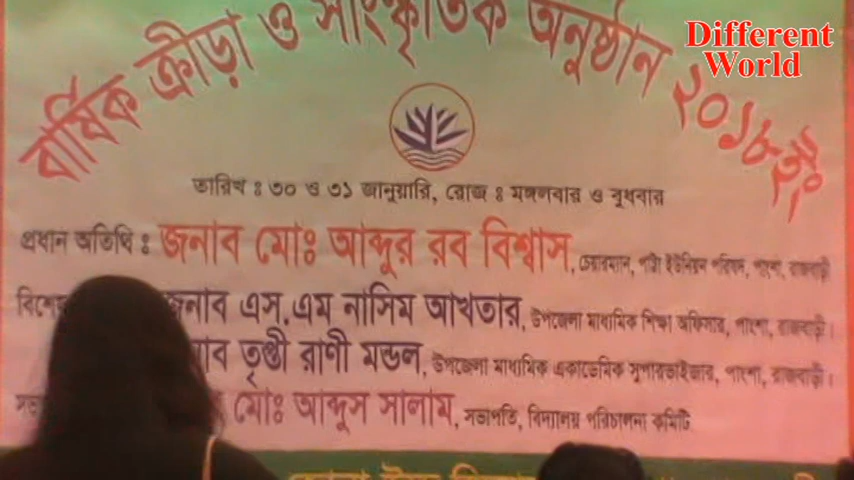 Different
World
বার্ষিক ক্রীড়া ও সাংস্কৃতিক অনুষ্ঠান ২০১৮ ইং
তারিখ : ৩০ ও ৩১ জানুয়ারি, রোজ : মঙ্গলবার ও বুধবার
প্রধান অতিথি : জনাব মোঃ আব্দুর রব বিশ্বাস, চেয়ারম্যান, পাট্টা ইউনিয়ন পরিষদ, পাংশা, রাজবাড়ী
জনাব এস.এম নাসিম আখতার, উপজেলা মাধ্যমিক শিক্ষা অফিসার, পাংশা, রাজবাড়ী।
তৃপ্তী রাণী মন্ডল, উপজেলা মাধ্যমিক একাডেমিক সুপারভাইজার, পাংশা, রাজবাড়ী।
মোঃ আব্দুস সালাম, সভাপতি, বিদ্যালয় পরিচালনা কমিটি